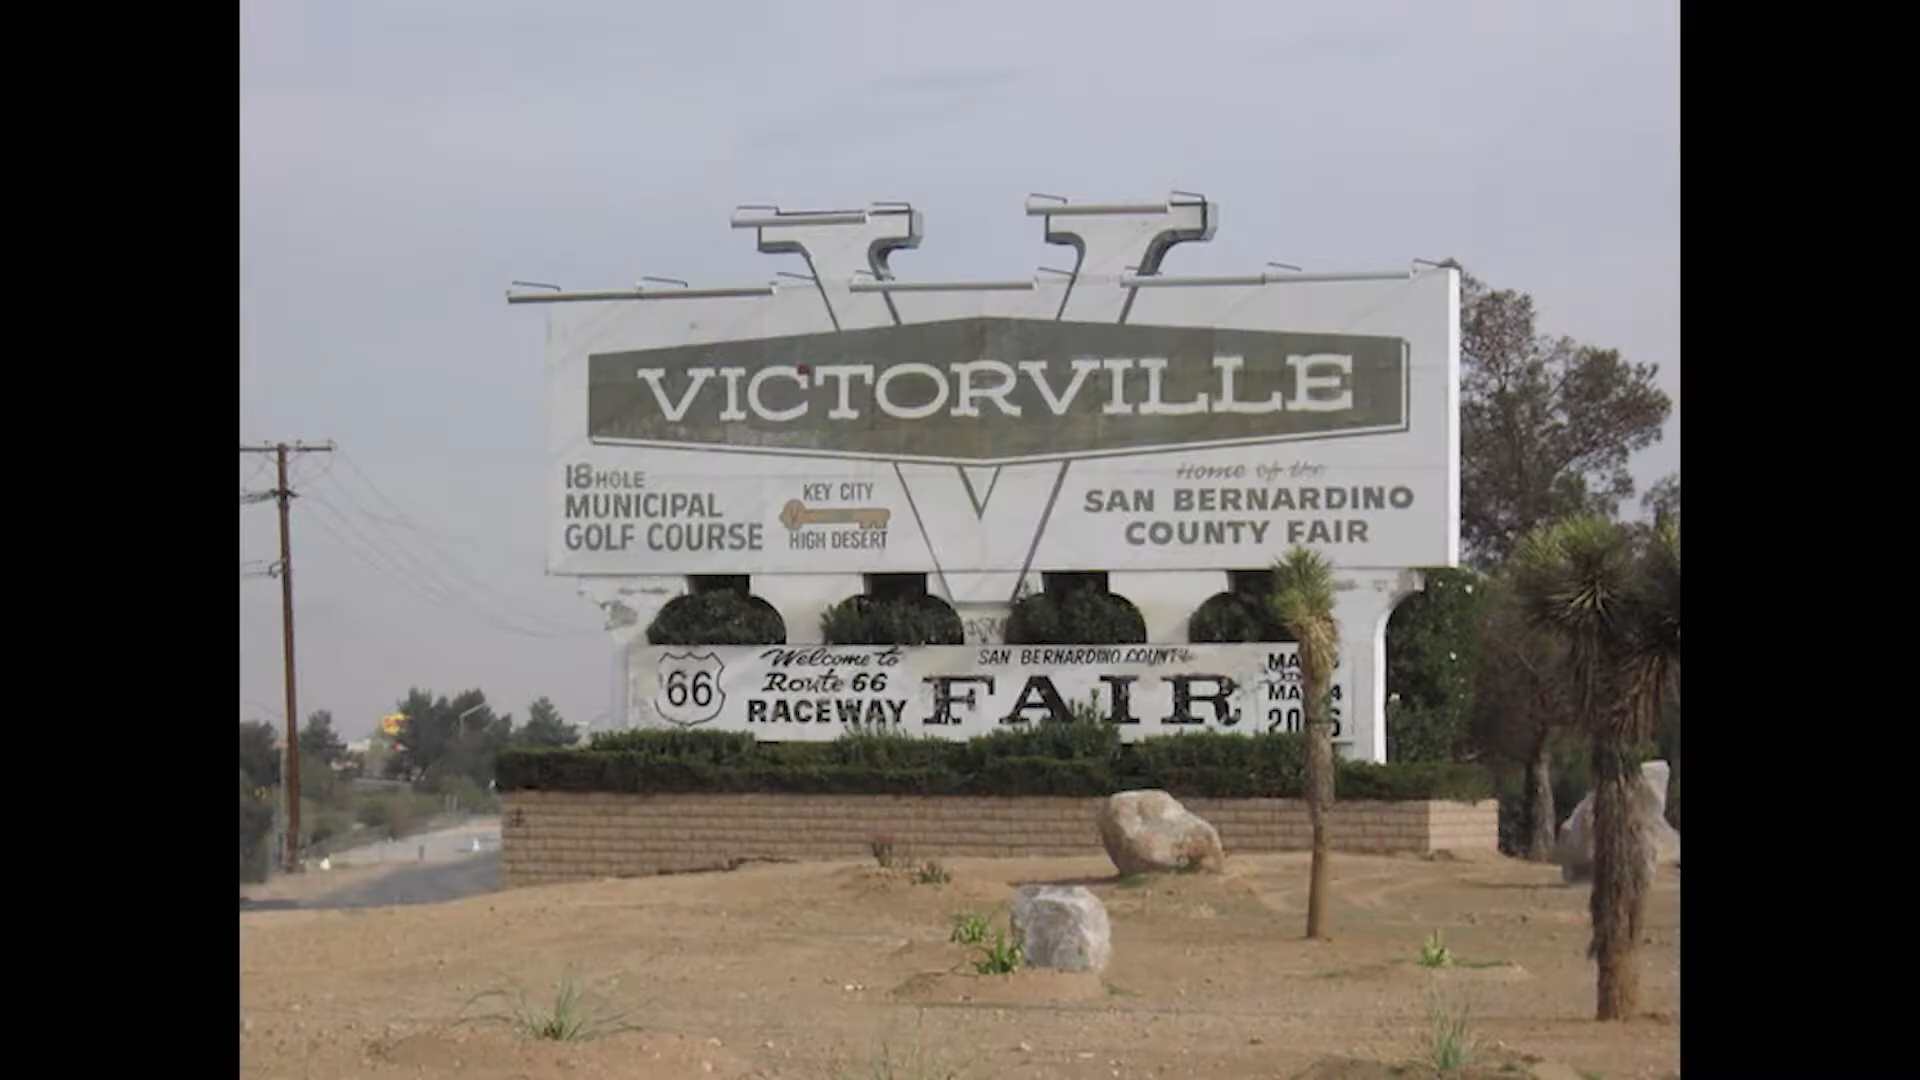 V
VICTORVILLE
18 HOLE
MUNICIPAL
GOLF COURSE
KEY CITY
HIGH DESERT
Home of the
SAN BERNARDINO
COUNTY FAIR
66
Welcome to
Route 66
RACEWAY
SAN BERNARDINO COUNTY
FAIR